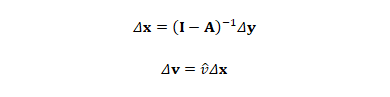 𝛥𝐱 = (𝐈 − 𝐀)⁻¹𝛥𝐲
𝛥𝐯 = v̂𝛥𝐱